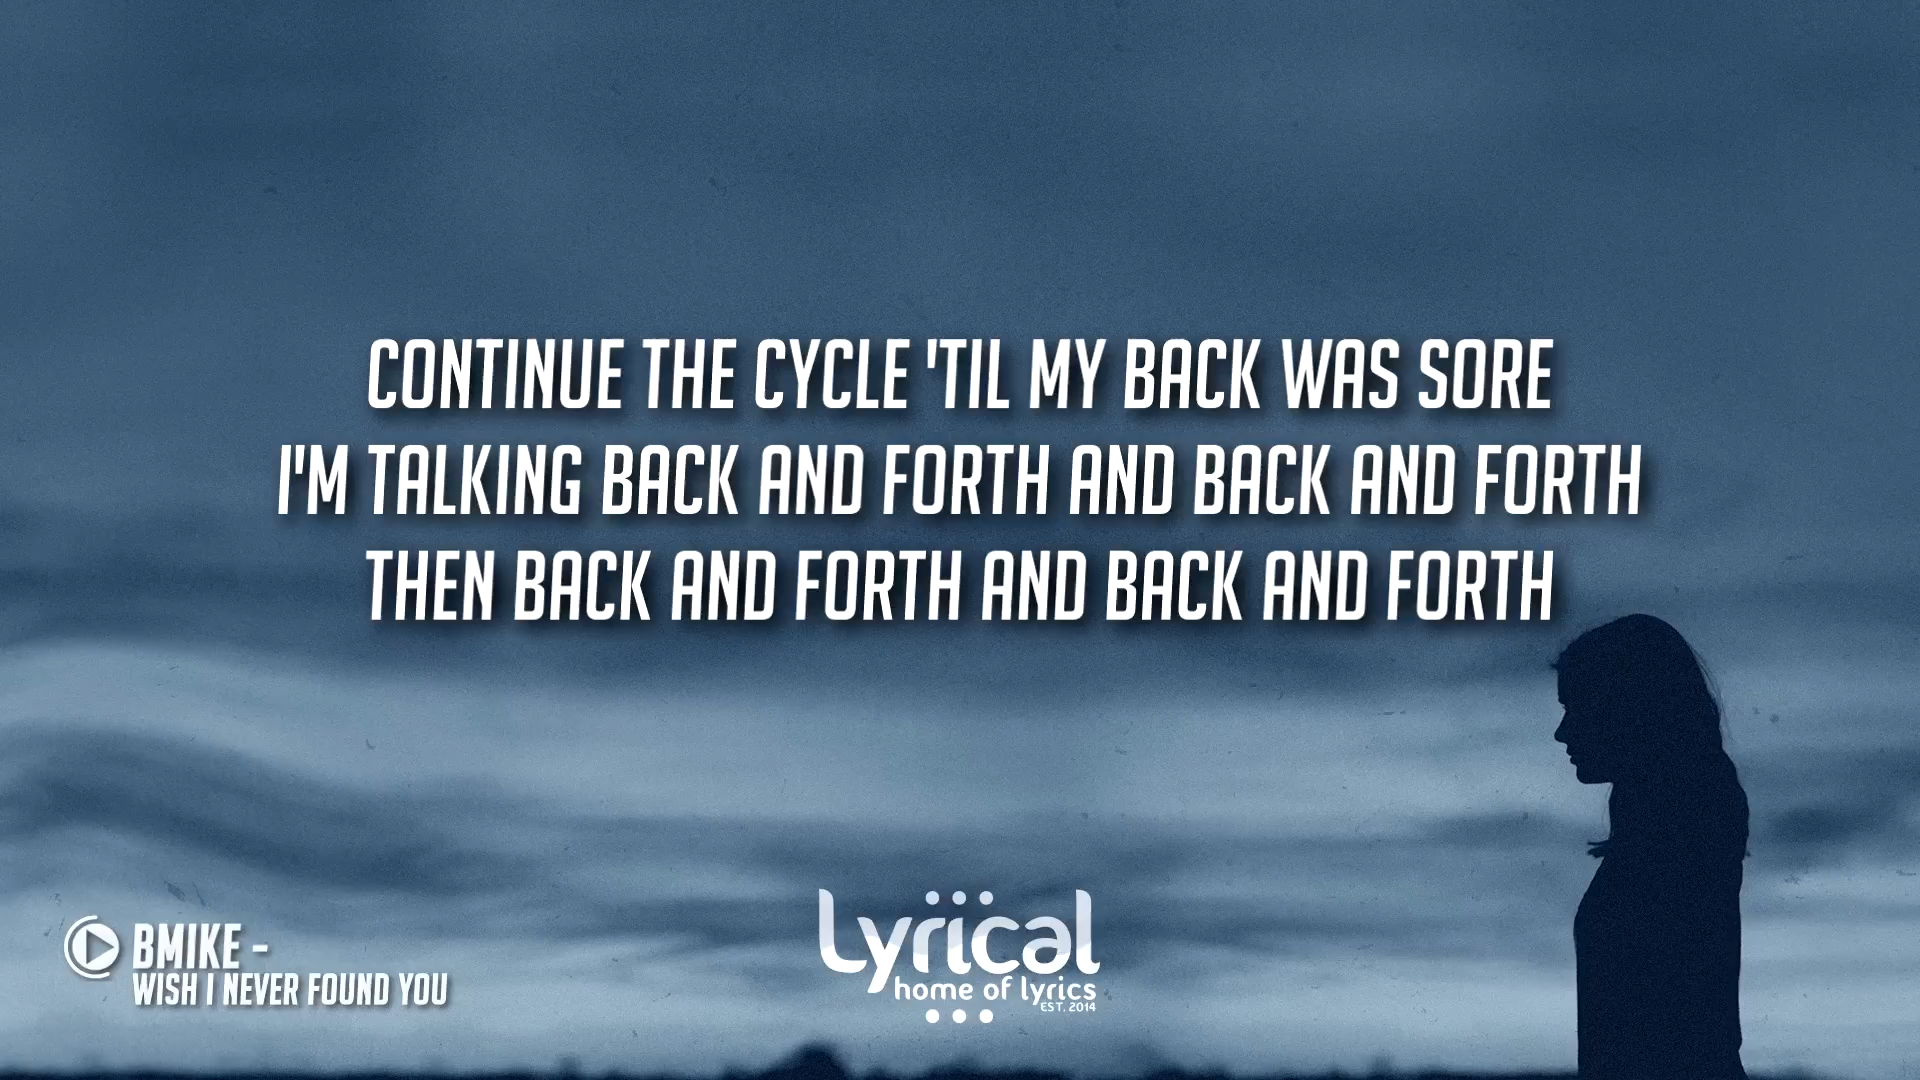 CONTINUE THE CYCLE 'TIL MY BACK WAS SORE
I'M TALKING BACK AND FORTH AND BACK AND FORTH
THEN BACK AND FORTH AND BACK AND FORTH
BMIKE -
WISH I NEVER FOUND YOU
Lyrical
home of lyrics
EST. 2014